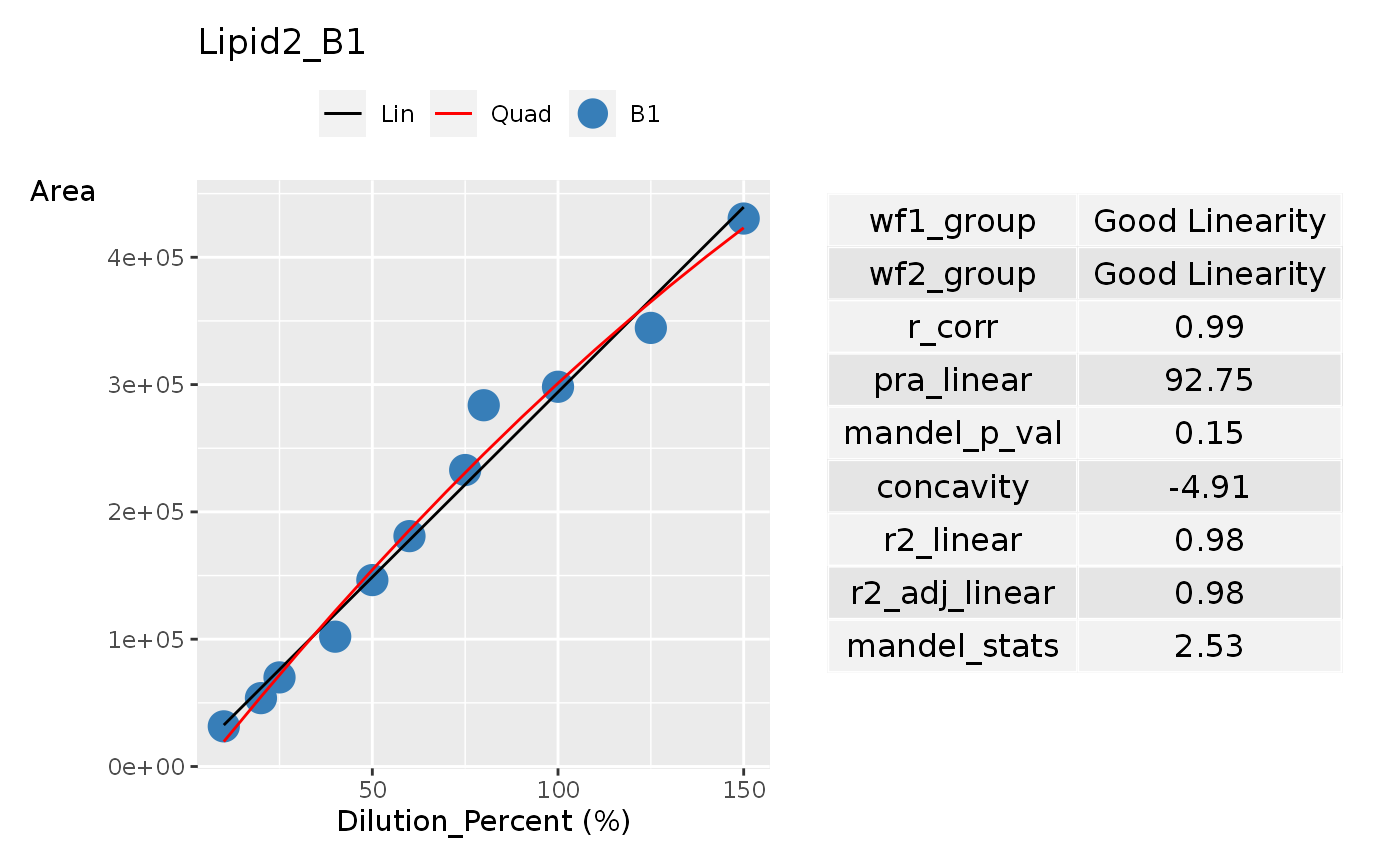 Lipid2_B1
Lin Quad B1
Area
4e+05
3e+05
2e+05
1e+05
0e+00
50 100 150
Dilution_Percent (%)
wf1_group Good Linearity
wf2_group Good Linearity
r_corr 0.99
pra_linear 92.75
mandel_p_val 0.15
concavity -4.91
r2_linear 0.98
r2_adj_linear 0.98
mandel_stats 2.53